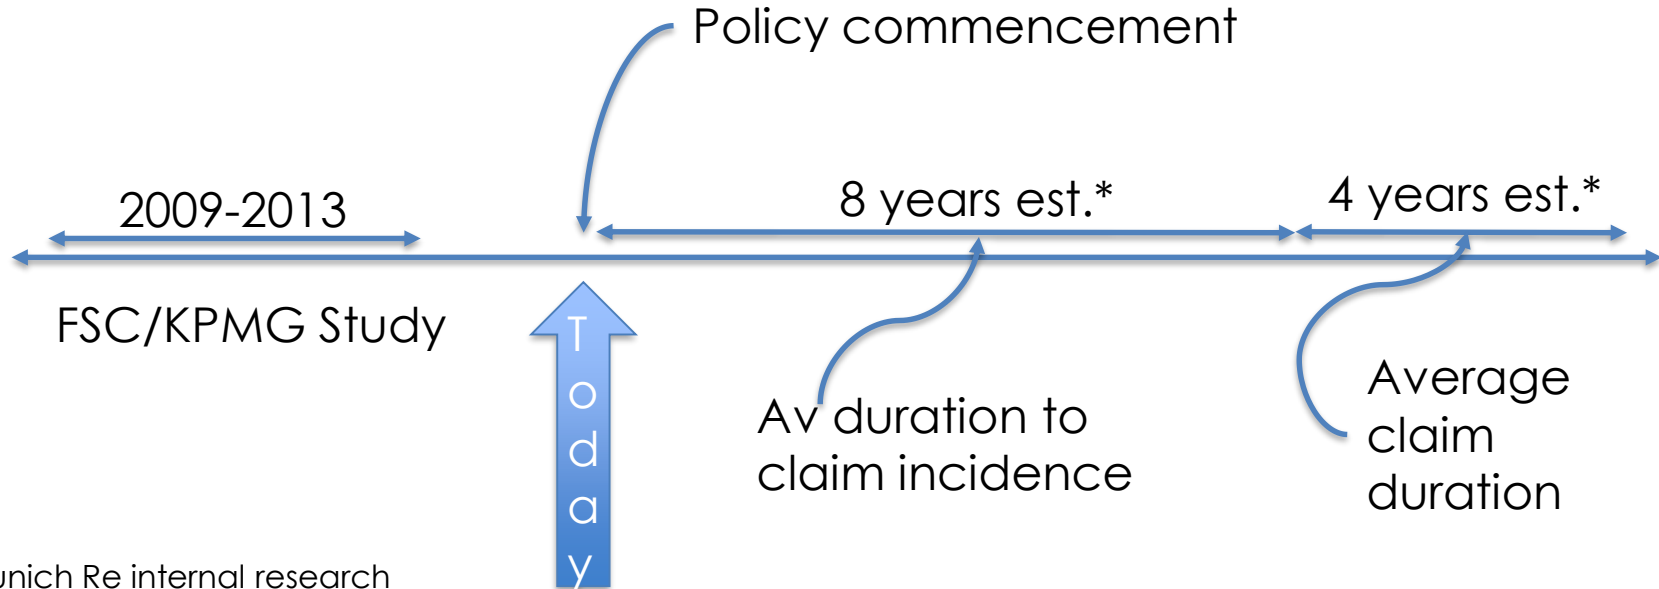 Policy commencement
2009-2013
8 years est.*
4 years est.*
FSC/KPMG Study
Today
Av duration to
claim incidence
Average
claim
duration
Re internal research